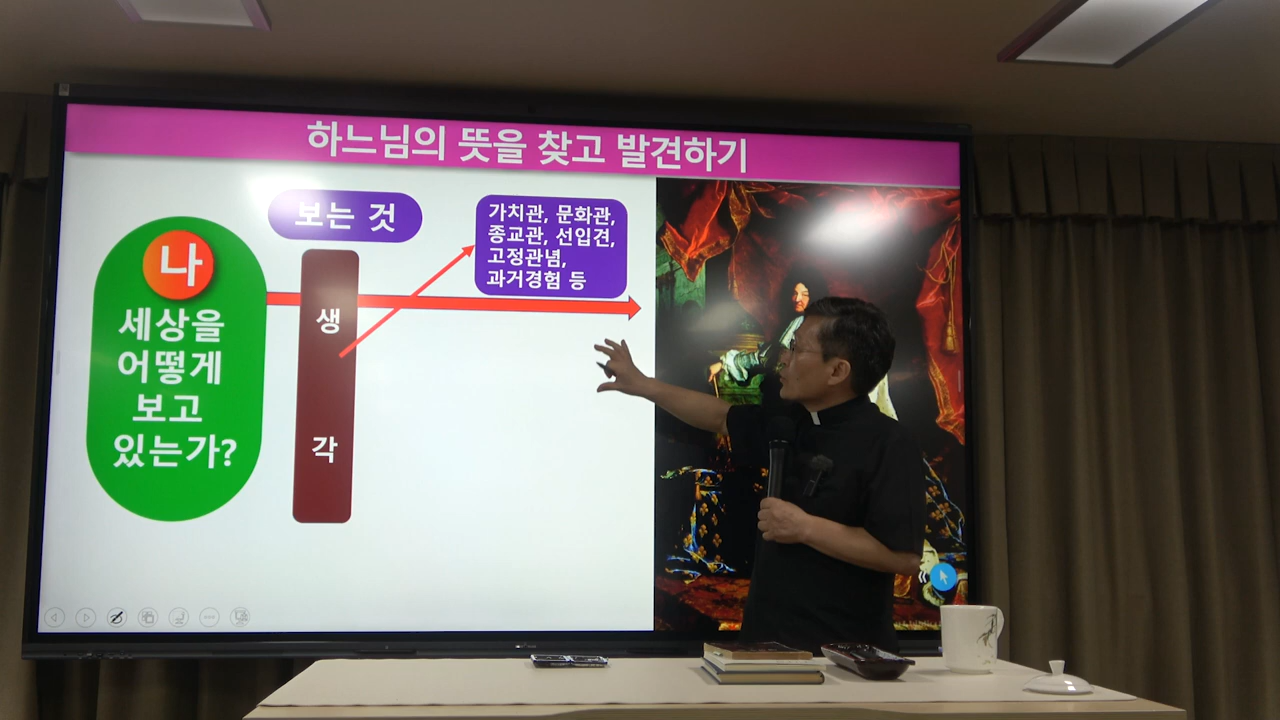 하느님의 뜻을 찾고 발견하기
보는 것
가치관, 문화관,
종교관, 선입견,
고정관념,
과거경험 등
나
세상을
어떻게
보고
있는가?
생
각